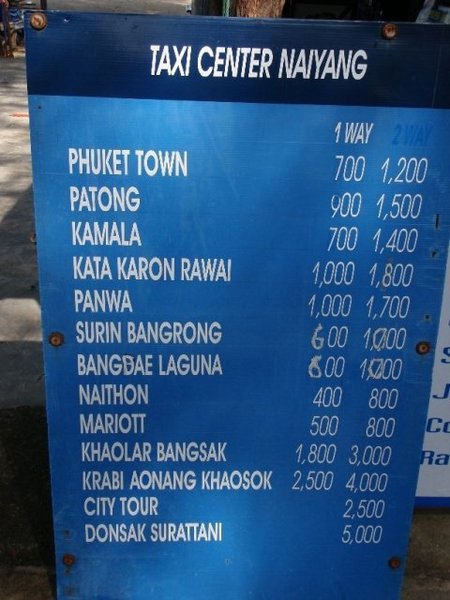 TAXI CENTER NAIYANG
1 WAY 2 WAY
PHUKET TOWN 700 1,200
PATONG 900 1,500
KAMALA 700 1,400
KATA KARON RAWAI 1,000 1,800
PANWA 1,000 1,700
SURIN BANGRONG 600
BANGDAE LAGUNA 600
NAITHON 400 800
MARIOTT 500 800
KHAOLAR BANGSAK 1,800 3,000
KRABI AONANG KHAOSOK 2,500 4,000
CITY TOUR 2,500
DONSAK SURATTANI 5,000